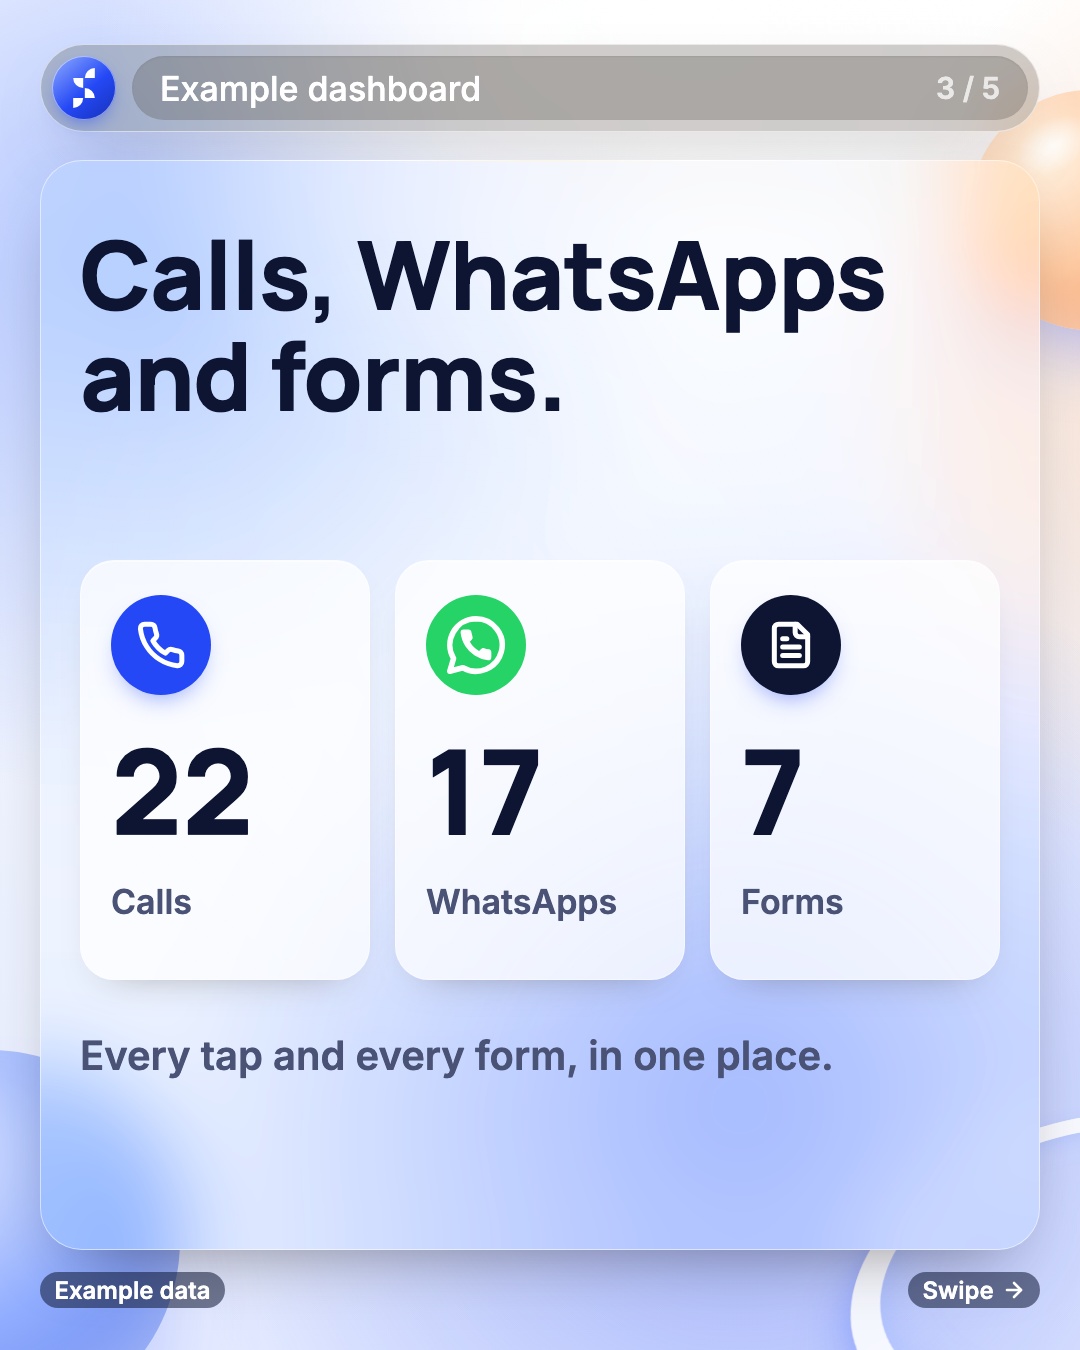 Example dashboard
3 / 5
Calls, WhatsApps
and forms.
22
17
7
Calls
WhatsApps
Forms
Every tap and every form, in one place.
Example data
Swipe →